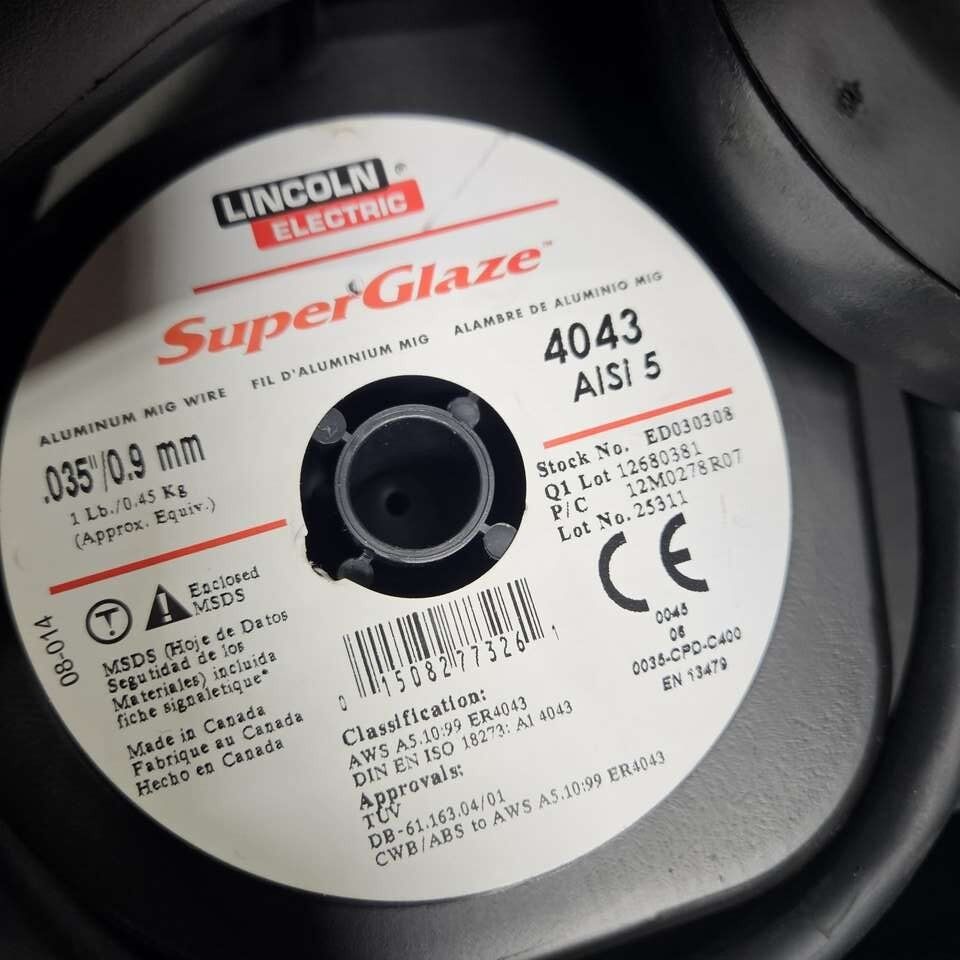 LINCOLN ®
ELECTRIC
SuperGlaze™
ALUMINUM MIG WIRE FIL D'ALUMINIUM MIG ALAMBRE DE ALUMINIO MIG
.035"/0.9 mm
1 Lb./0.45 Kg
(Approx. Equiv.)
4043
AlSi 5
Stock No. ED030308
Q1 Lot 12680381
P/C 12M0278R07
Lot No. 25311
CE
0045
06
0035-CPD-C400
EN 13479
08-014
T
! Enclosed
MSDS
MSDS (Hoje de Datos
Segutidad de los
Materiales) incluida
fiche signaletique*
Made in Canada
Fabrique au Canada
Hecho en Canada
0 15082 77326 1
Classification:
AWS A5.10:99 ER4043
DIN EN ISO 18273: Al 4043
Approvals:
TUV
DB-61.163.04/01
CWB/ABS to AWS A5.10:99 ER4043